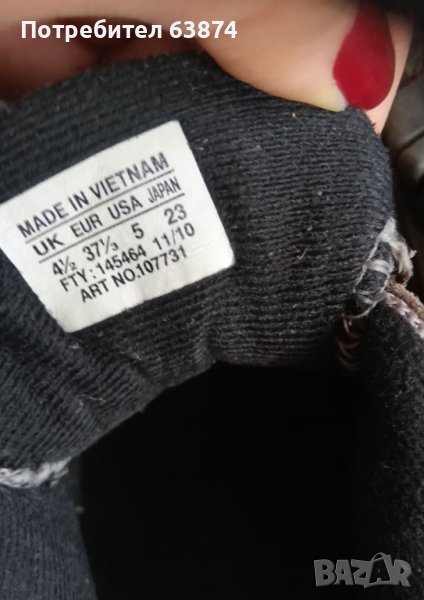 Потребител 63874
MADE IN VIETNAM
UK EUR USA JAPAN
4½ 37⅓ 5 23
FTY: 145464 11/10
ART NO.107731
BAZAR